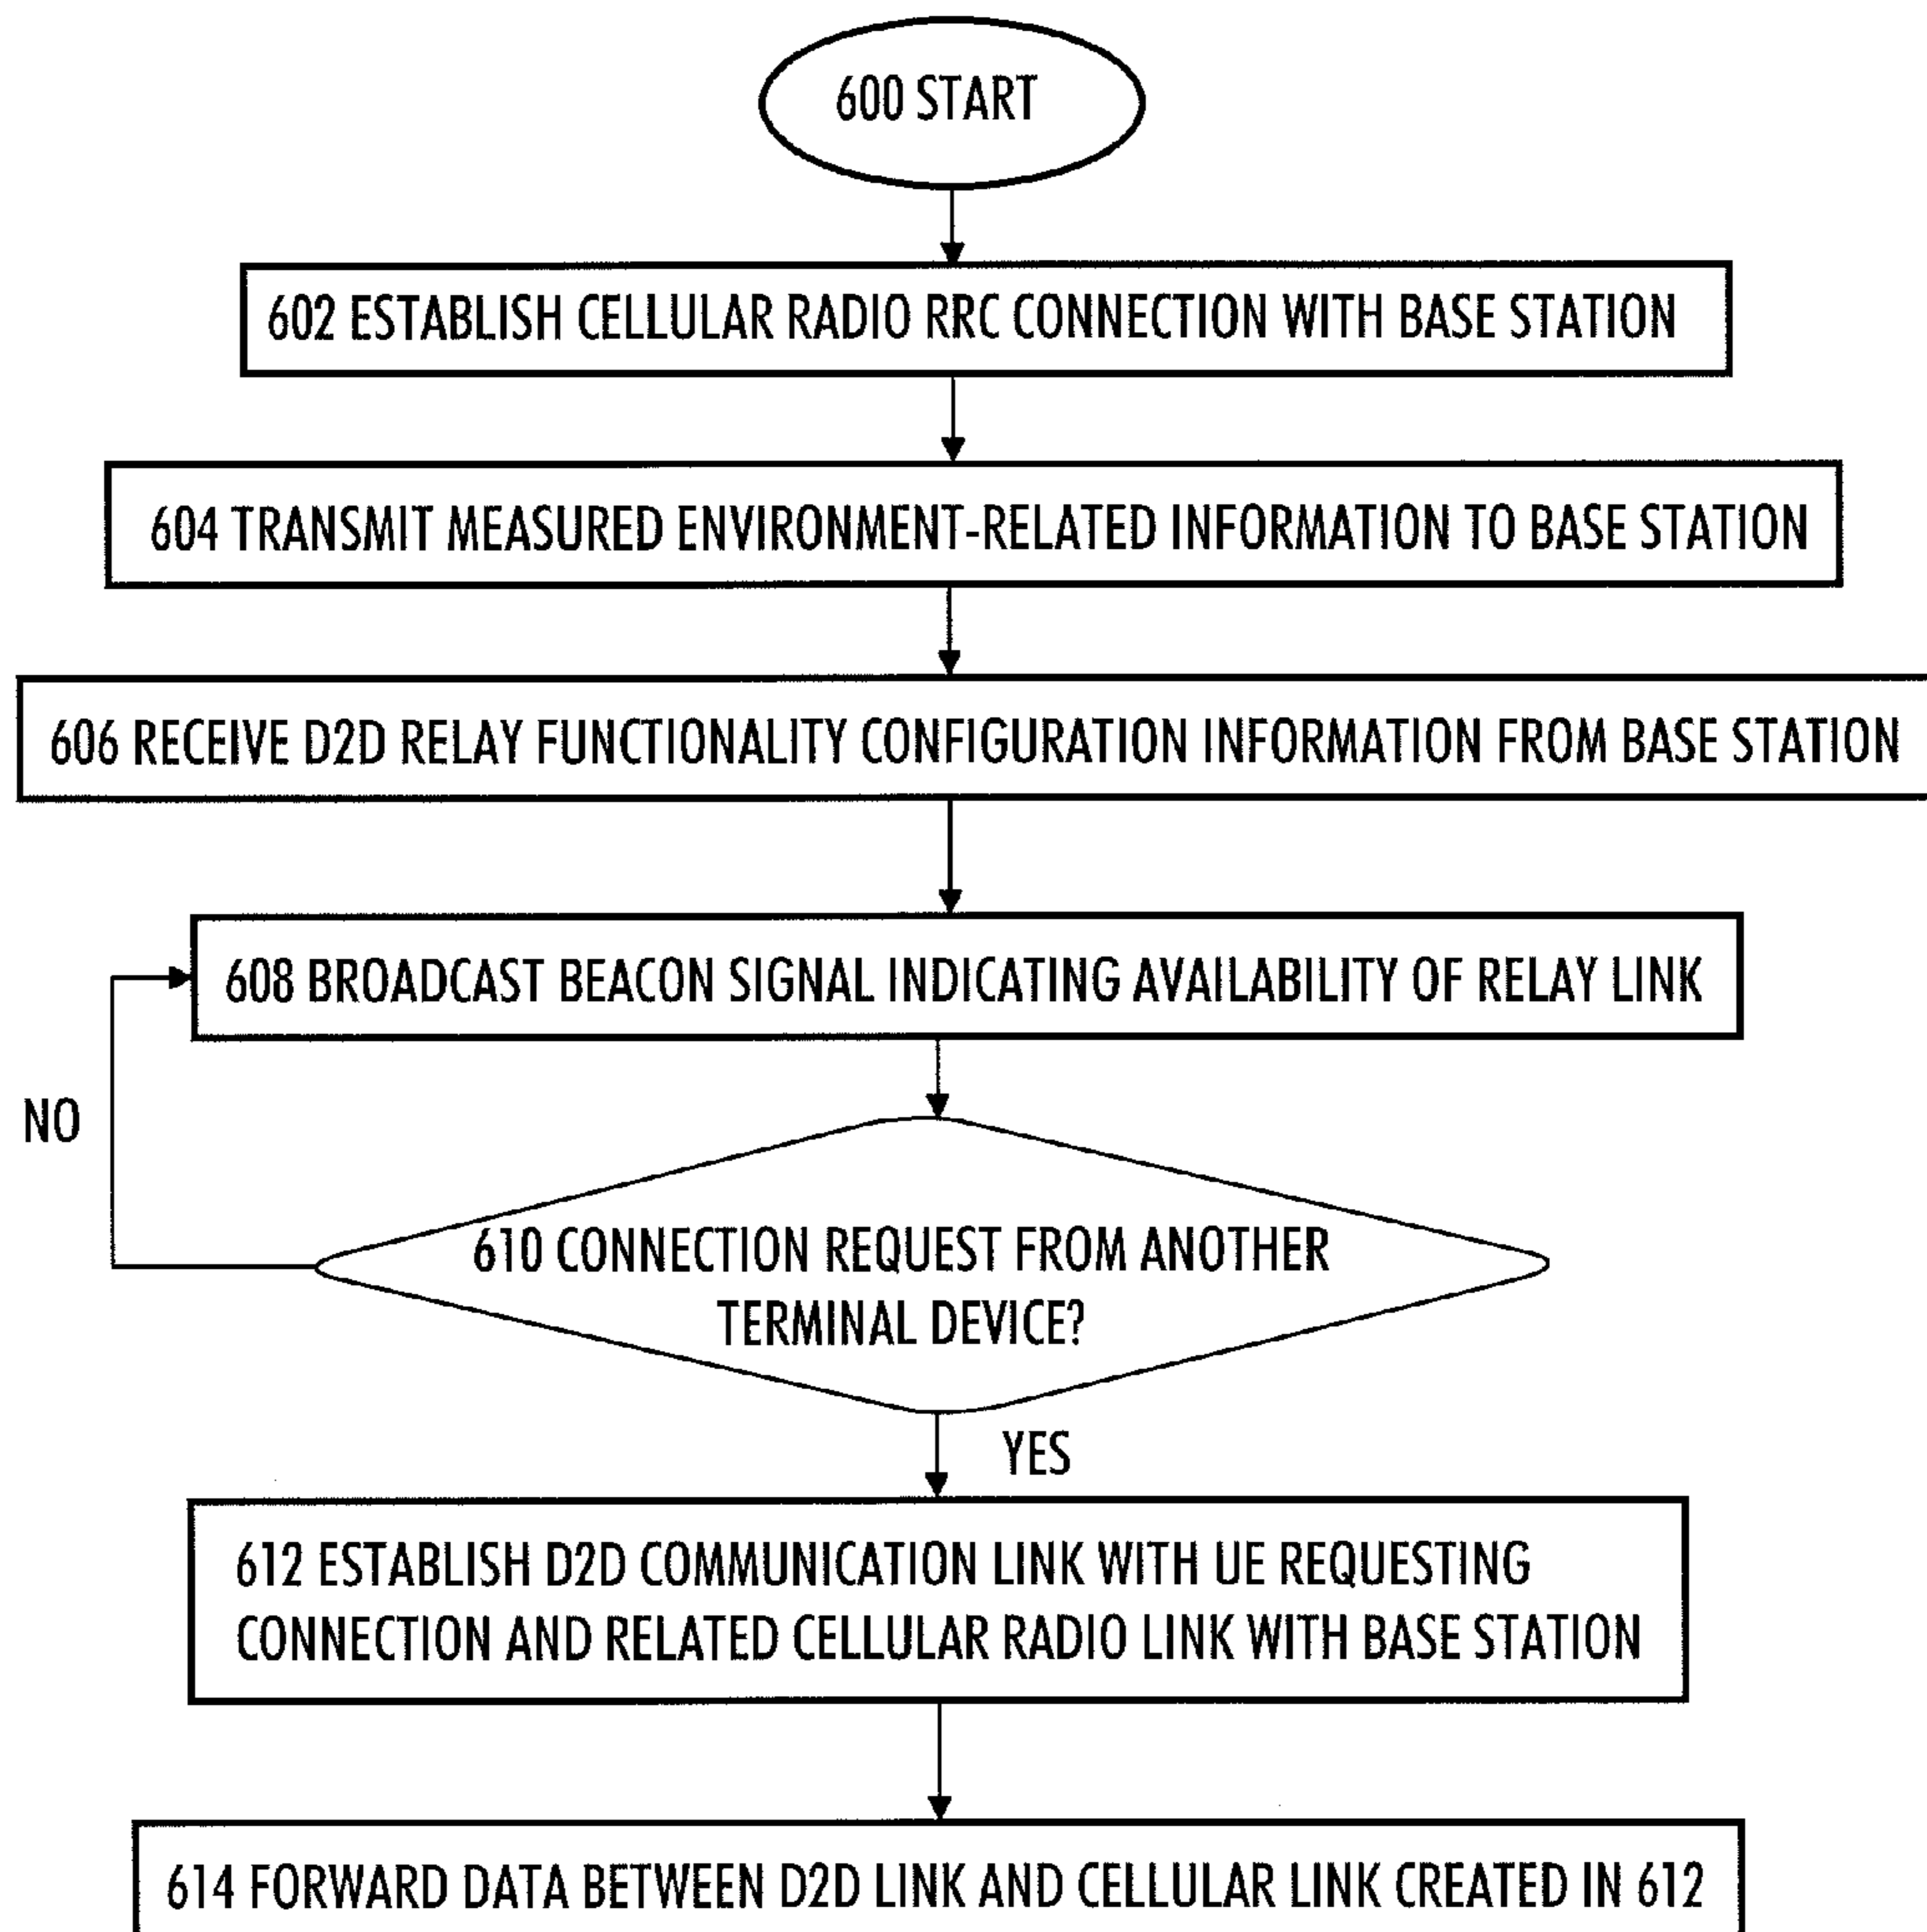 600 START
602 ESTABLISH CELLULAR RADIO RRC CONNECTION WITH BASE STATION
604 TRANSMIT MEASURED ENVIRONMENT-RELATED INFORMATION TO BASE STATION
606 RECEIVE D2D RELAY FUNCTIONALITY CONFIGURATION INFORMATION FROM BASE STATION
608 BROADCAST BEACON SIGNAL INDICATING AVAILABILITY OF RELAY LINK
NO
610 CONNECTION REQUEST FROM ANOTHER
TERMINAL DEVICE?
YES
612 ESTABLISH D2D COMMUNICATION LINK WITH UE REQUESTING
CONNECTION AND RELATED CELLULAR RADIO LINK WITH BASE STATION
614 FORWARD DATA BETWEEN D2D LINK AND CELLULAR LINK CREATED IN 612